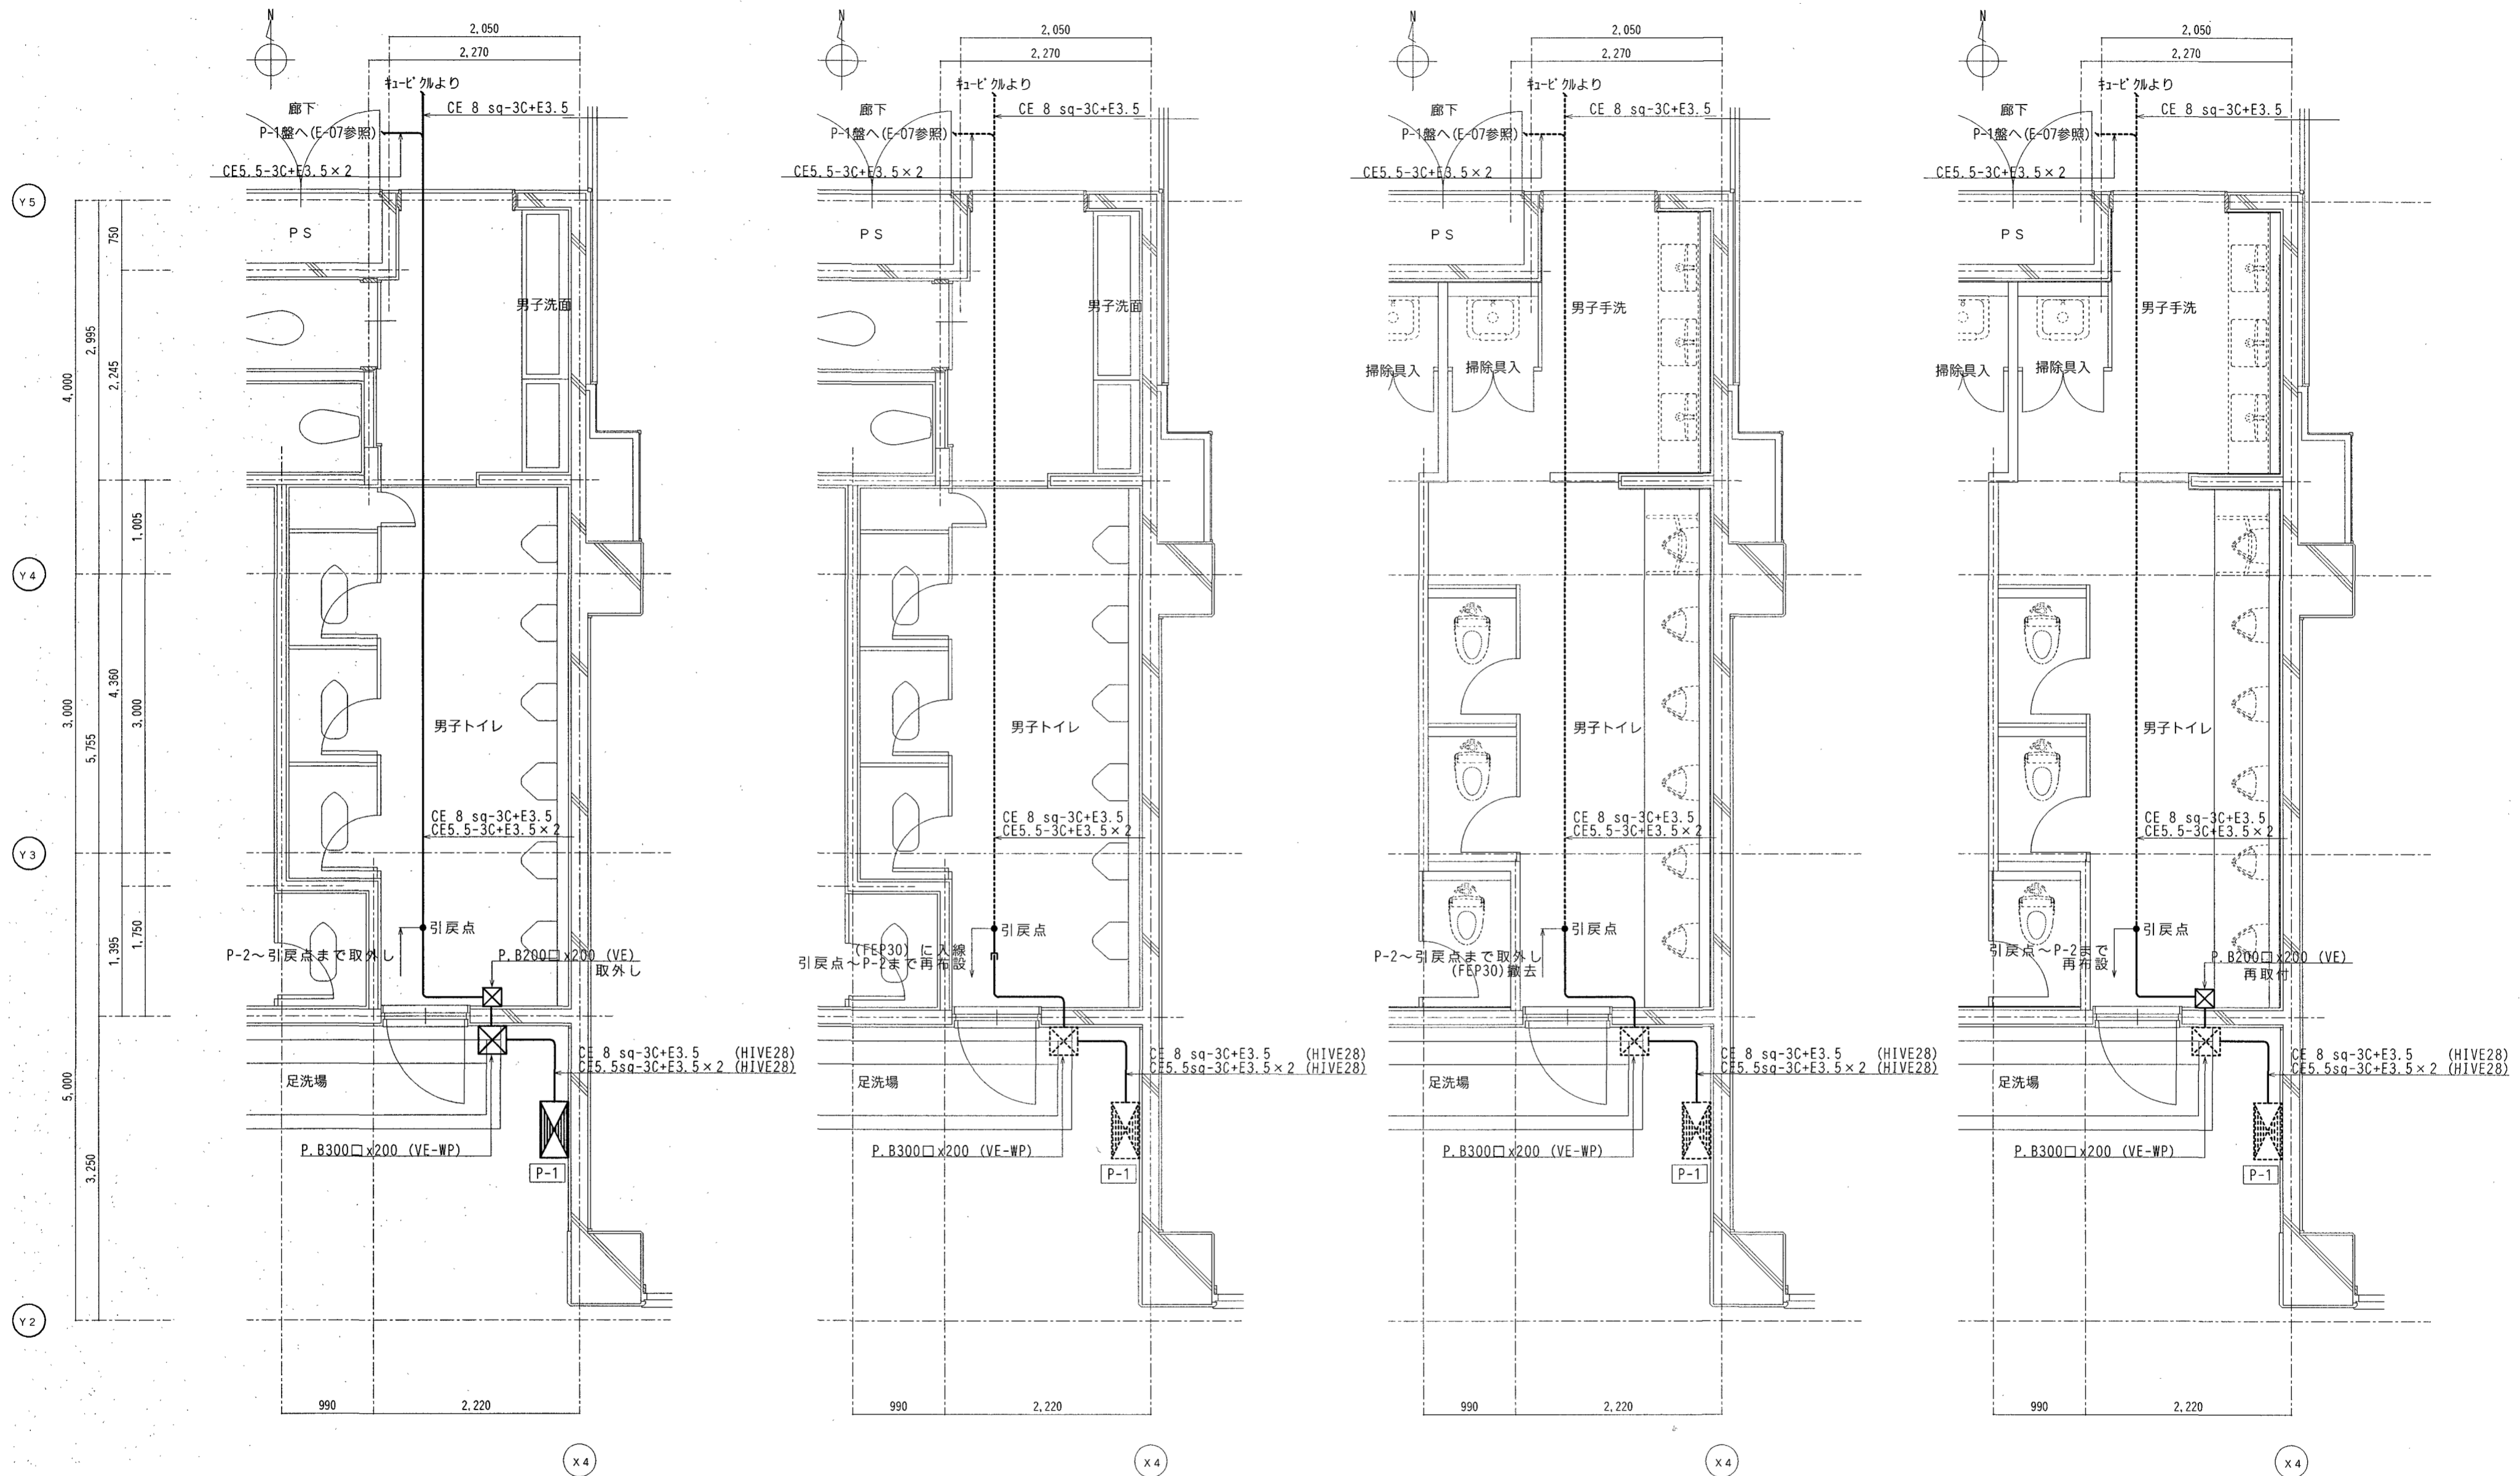 N
2,050
2,270
ｷｭｰﾋﾞｸﾙより
廊下
CE 8 sq-3C+E3.5
P-1盤へ(E-07参照)
CE5.5-3C+E3.5×2
Y5
PS
750
2,995
2,245
4,000
男子洗面
1,005
Y4
4,360
3,000
3,000
5,755
男子トイレ
CE 8 sq-3C+E3.5
CE5.5-3C+E3.5×2
Y3
引戻点
1,395
1,750
P-2～引戻点まで取外し
P.B200□x200 (VE)
取外し
CE 8 sq-3C+E3.5 (HIVE28)
CE5.5sq-3C+E3.5×2 (HIVE28)
足洗場
5,000
3,250
P.B300□x200 (VE-WP)
P-1
Y2
990
2,220
X4
N
2,050
2,270
ｷｭｰﾋﾞｸﾙより
廊下
CE 8 sq-3C+E3.5
P-1盤へ(E-07参照)
CE5.5-3C+E3.5×2
PS
男子洗面
男子トイレ
CE 8 sq-3C+E3.5
CE5.5-3C+E3.5×2
引戻点
(FEP30) に入線
引戻点～P-2まで再布設
CE 8 sq-3C+E3.5 (HIVE28)
CE5.5sq-3C+E3.5×2 (HIVE28)
足洗場
P.B300□x200 (VE-WP)
P-1
990
2,220
X4
N
2,050
2,270
ｷｭｰﾋﾞｸﾙより
廊下
CE 8 sq-3C+E3.5
P-1盤へ(E-07参照)
CE5.5-3C+E3.5×2
PS
男子手洗
掃除具入
掃除具入
男子トイレ
CE 8 sq-3C+E3.5
CE5.5-3C+E3.5×2
引戻点
P-2～引戻点まで取外し
(FEP30)撤去
CE 8 sq-3C+E3.5 (HIVE28)
CE5.5sq-3C+E3.5×2 (HIVE28)
足洗場
P.B300□x200 (VE-WP)
P-1
990
2,220
X4
N
2,050
2,270
ｷｭｰﾋﾞｸﾙより
廊下
CE 8 sq-3C+E3.5
P-1盤へ(E-07参照)
CE5.5-3C+E3.5×2
PS
男子手洗
掃除具入
掃除具入
男子トイレ
CE 8 sq-3C+E3.5
CE5.5-3C+E3.5×2
引戻点
引戻点～P-2まで
再布設
P.B200□x200 (VE)
再取付
CE 8 sq-3C+E3.5 (HIVE28)
CE5.5sq-3C+E3.5×2 (HIVE28)
足洗場
P.B300□x200 (VE-WP)
P-1
990
2,220
X4